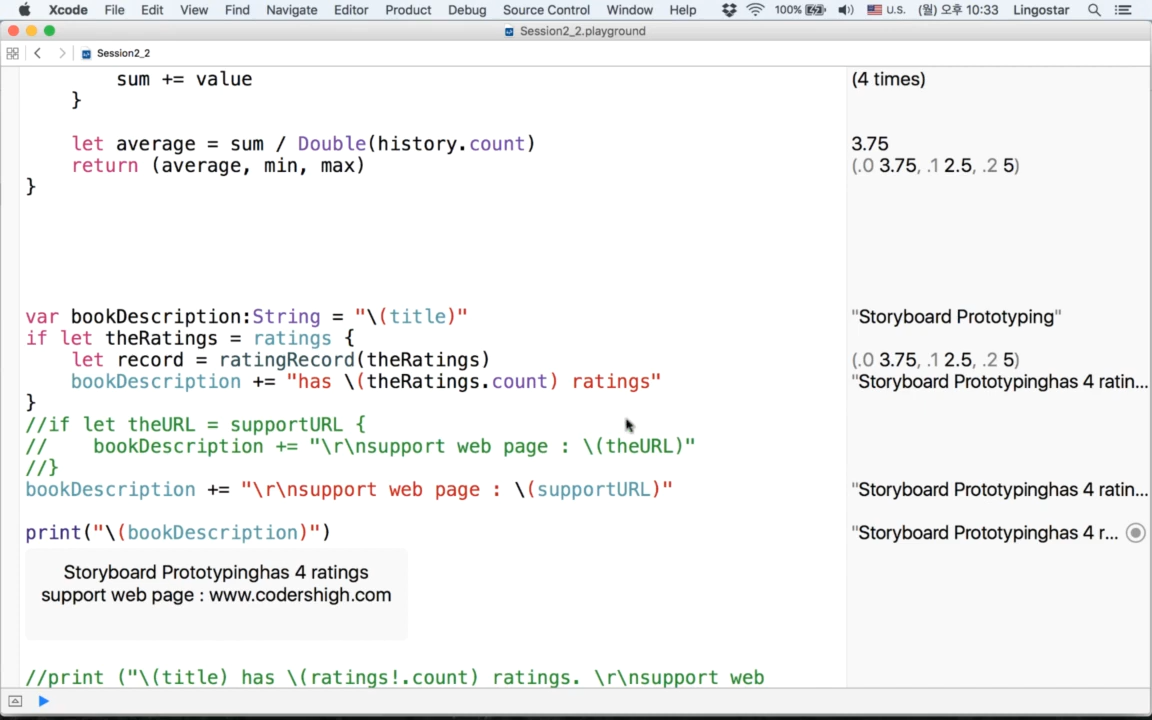 Xcode File Edit View Find Navigate Editor Product Debug Source Control Window Help 100% U.S. (월) 오후 10:33 Lingostar
Session2_2.playground
Session2_2
sum += value (4 times)
}
let average = sum / Double(history.count) 3.75
return (average, min, max) (.0 3.75, .1 2.5, .2 5)
}
var bookDescription:String = "\(title)" "Storyboard Prototyping"
if let theRatings = ratings {
let record = ratingRecord(theRatings) (.0 3.75, .1 2.5, .2 5)
bookDescription += "has \(theRatings.count) ratings" "Storyboard Prototypinghas 4 ratin...
}
//if let theURL = supportURL {
// bookDescription += "\r\nsupport web page : \(theURL)"
//}
bookDescription += "\r\nsupport web page : \(supportURL)" "Storyboard Prototypinghas 4 ratin...
print("\(bookDescription)") "Storyboard Prototypinghas 4 r...
Storyboard Prototypinghas 4 ratings
support web page : www.codershigh.com
//print ("\(title) has \(ratings!.count) ratings. \r\nsupport web